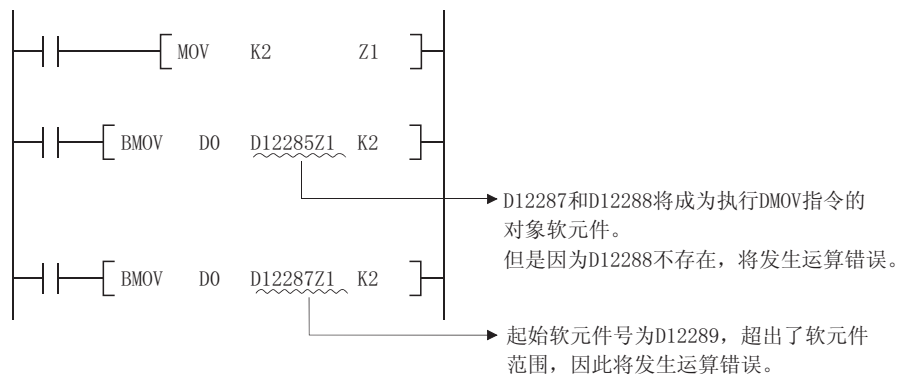 MOV K2 Z1
BMOV D0 D12285Z1 K2
D12287和D12288将成为执行DMOV指令的
对象软元件。
但是因为D12288不存在，将发生运算错误。
BMOV D0 D12287Z1 K2
起始软元件号为D12289，超出了软元件
范围，因此将发生运算错误。